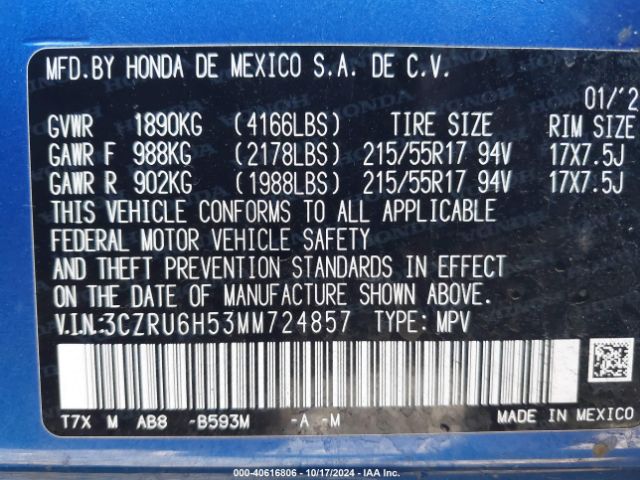 MFD.BY HONDA DE MEXICO S.A. DE C.V.
01/'2
GVWR 1890KG (4166LBS) TIRE SIZE RIM SIZE
GAWR F 988KG (2178LBS) 215/55R17 94V 17X7.5J
GAWR R 902KG (1988LBS) 215/55R17 94V 17X7.5J
THIS VEHICLE CONFORMS TO ALL APPLICABLE
FEDERAL MOTOR VEHICLE SAFETY
AND THEFT PREVENTION STANDARDS IN EFFECT
ON THE DATE OF MANUFACTURE SHOWN ABOVE.
V.I.N.:3CZRU6H53MM724857 TYPE: MPV
T7X M AB8 -B593M -A -M
MADE IN MEXICO
000-40616806 - 10/17/2024 - IAA Inc.